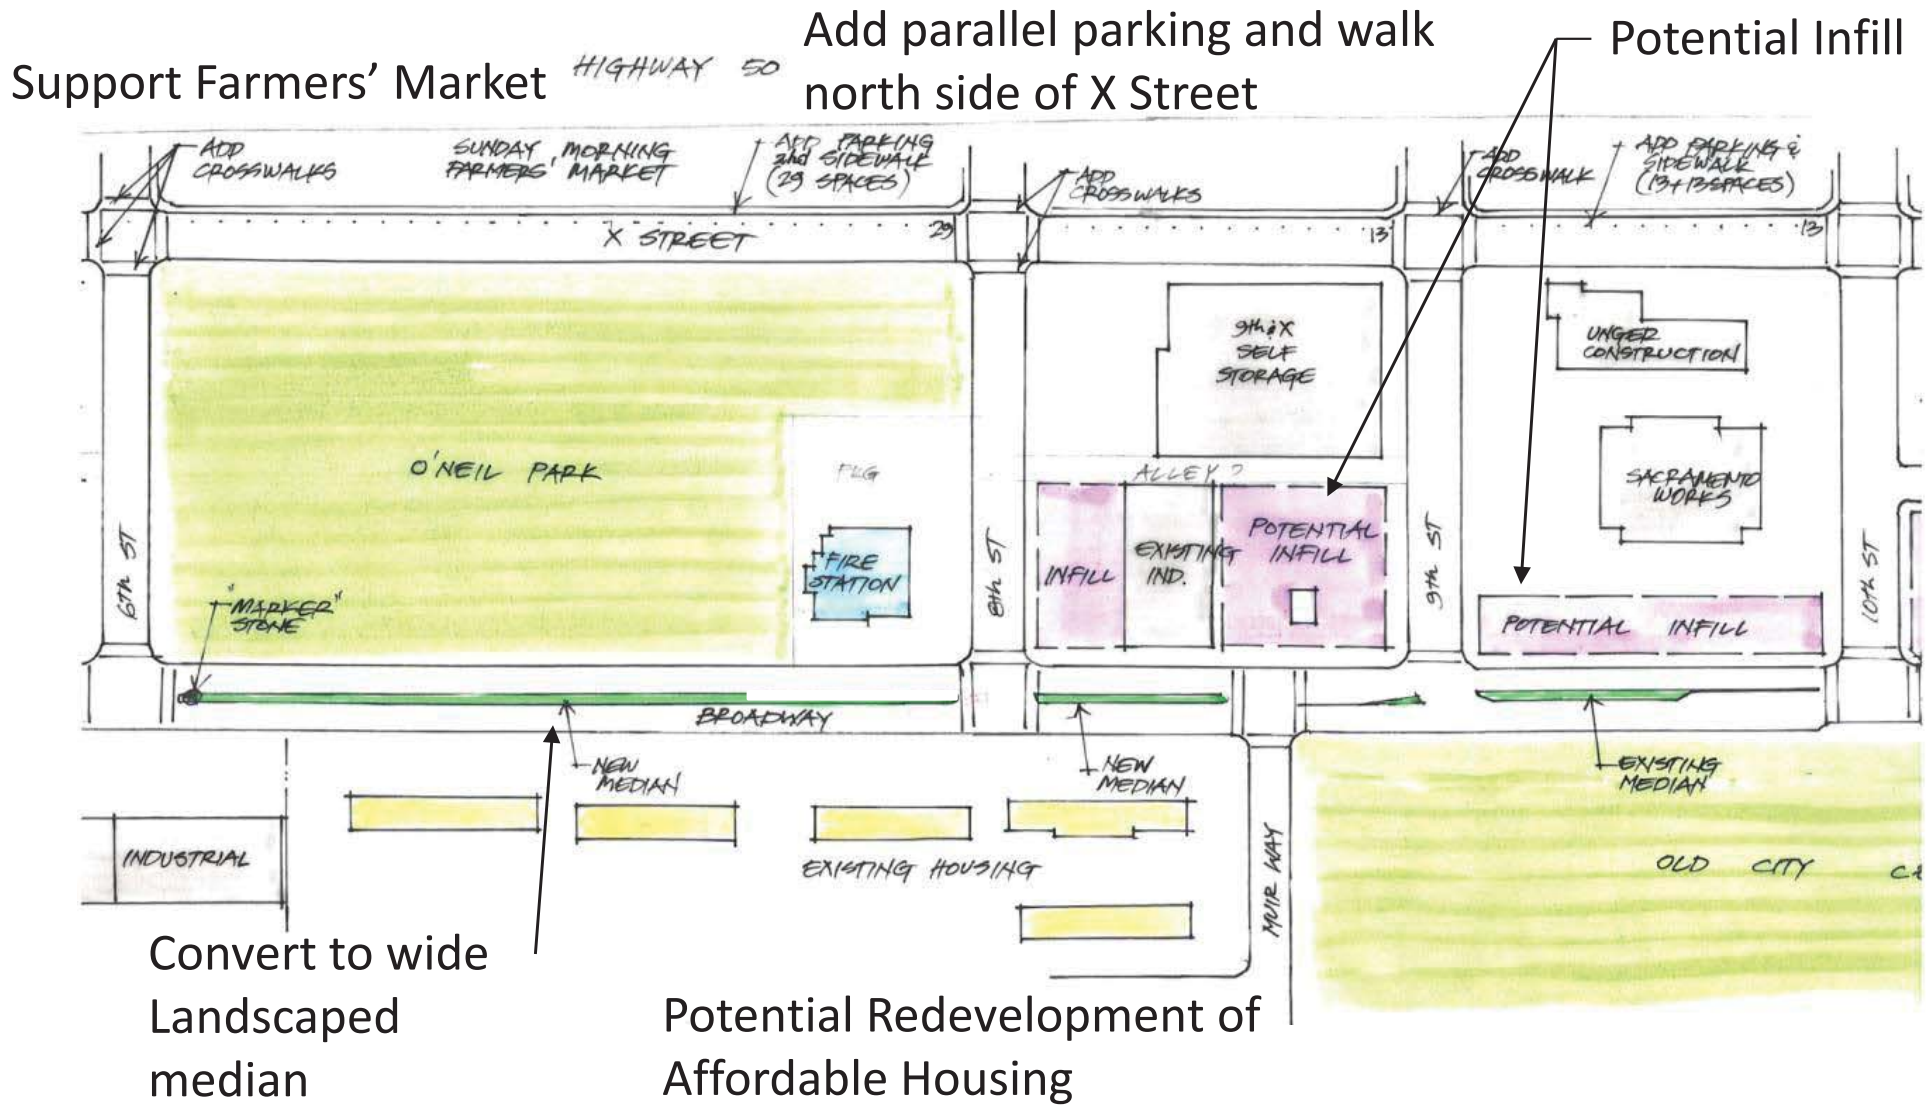 Support Farmers' Market
HIGHWAY 50
Add parallel parking and walk
north side of X Street
Potential Infill
ADD
CROSSWALKS
SUNDAY MORNING
FARMERS' MARKET
ADD PARKING
and SIDEWALK
(29 SPACES)
ADD
CROSSWALKS
ADD
CROSSWALK
ADD PARKING &
SIDEWALK
(13+13 SPACES)
X STREET
29
13
13
9th & X
SELF
STORAGE
UNGER
CONSTRUCTION
O'NEIL PARK
PKG
ALLEY?
SACRAMENTO
WORKS
6th ST
FIRE
STATION
8th ST
INFILL
EXISTING
IND.
POTENTIAL
INFILL
9th ST
10th ST
"MARKER"
STONE
POTENTIAL INFILL
BROADWAY
NEW
MEDIAN
NEW
MEDIAN
EXISTING
MEDIAN
INDUSTRIAL
EXISTING HOUSING
MUIR WAY
OLD CITY
Convert to wide
Landscaped
median
Potential Redevelopment of
Affordable Housing